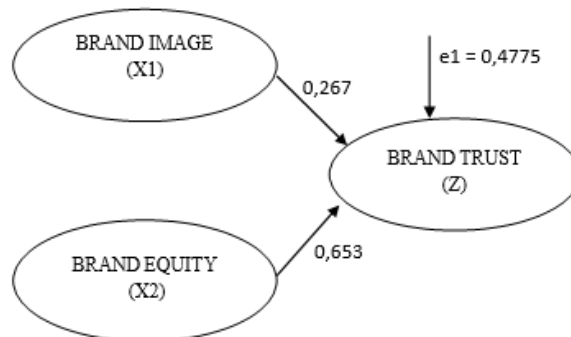 BRAND IMAGE
(X1)
e1 = 0,4775
0,267
BRAND TRUST
(Z)
BRAND EQUITY
(X2)
0,653